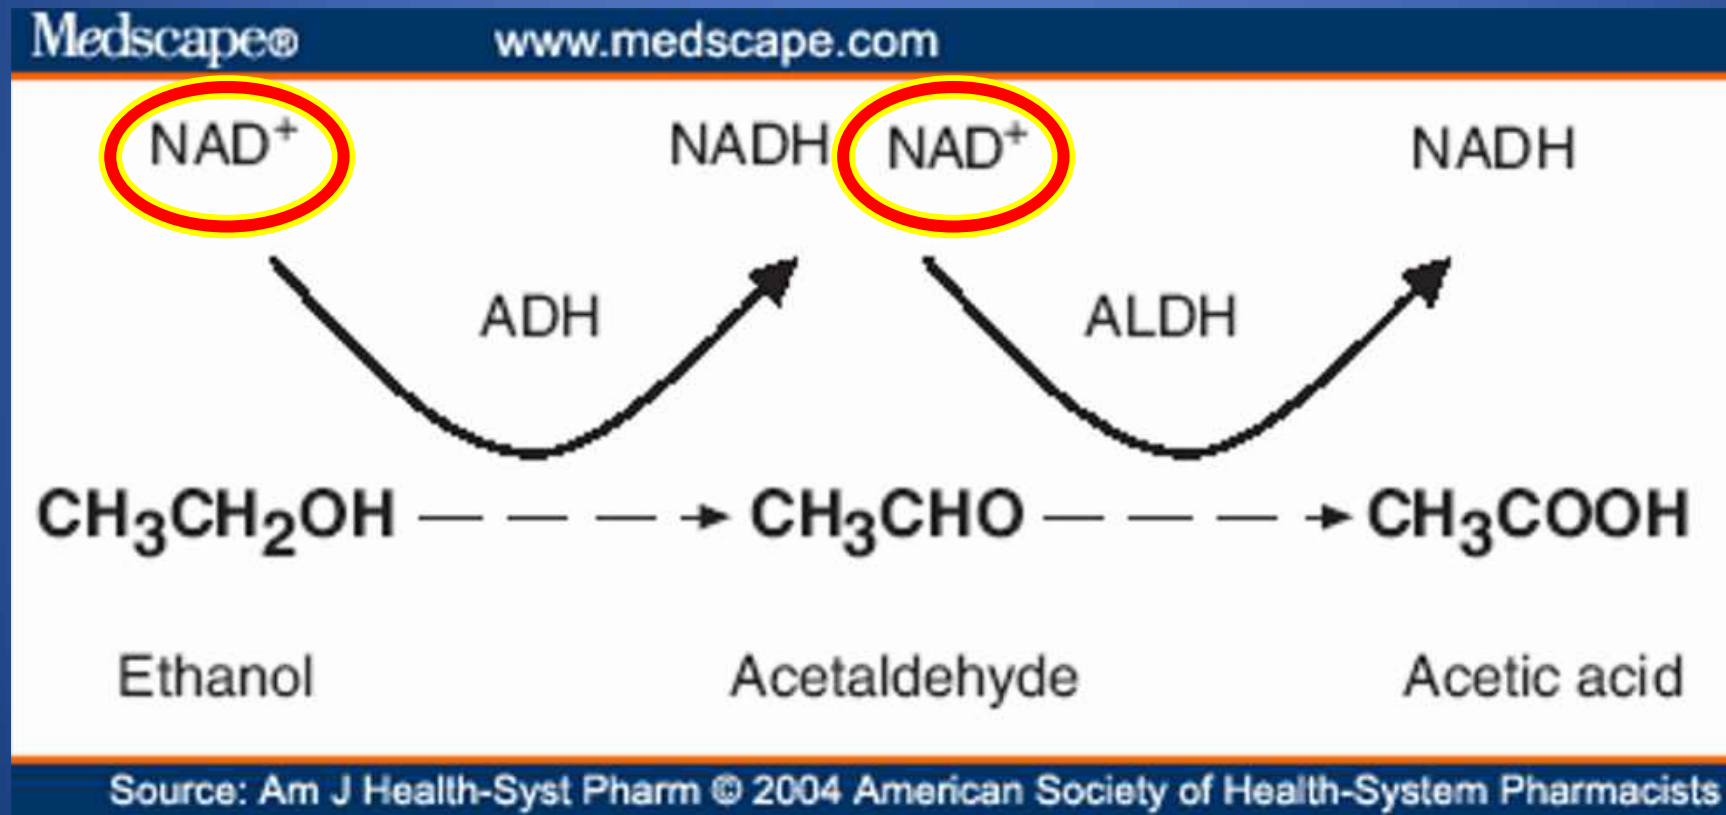 Medscape® www.medscape.com
NAD⁺ NADH NAD⁺ NADH
ADH ALDH
CH₃CH₂OH CH₃CHO CH₃COOH
Ethanol Acetaldehyde Acetic acid
Source: Am J Health-Syst Pharm © 2004 American Society of Health-System Pharmacists